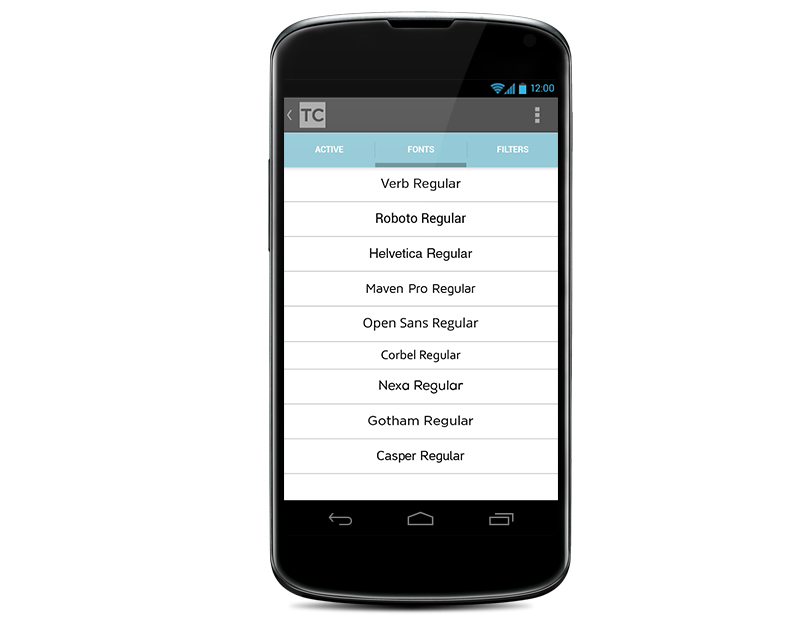 12:00
TC
ACTIVE FONTS FILTERS
Verb Regular
Roboto Regular
Helvetica Regular
Maven Pro Regular
Open Sans Regular
Corbel Regular
Nexa Regular
Gotham Regular
Casper Regular